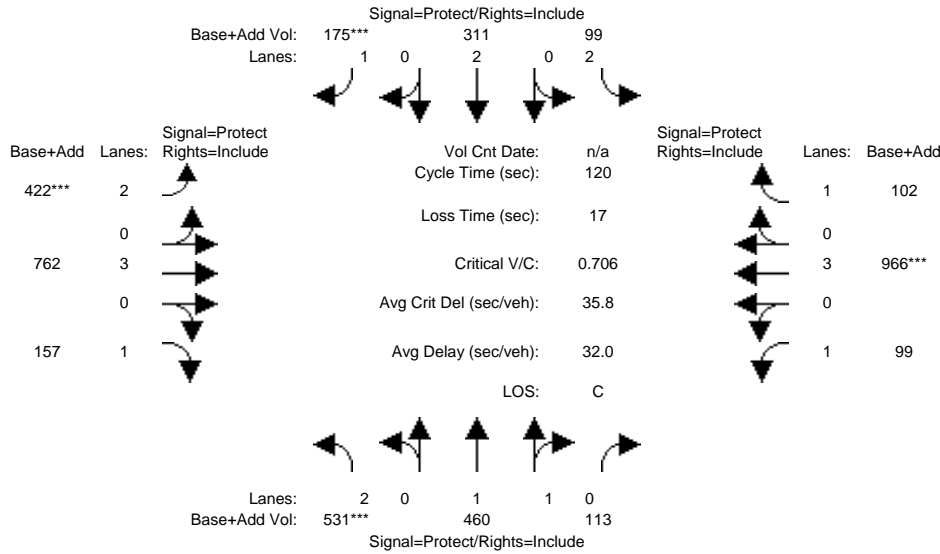 Signal=Protect/Rights=Include
Base+Add Vol: 175*** 311 99
Lanes: 1 0 2 0 2
Signal=Protect Signal=Protect
Base+Add Lanes: Rights=Include Vol Cnt Date: n/a Rights=Include Lanes: Base+Add
Cycle Time (sec): 120
422*** 2 1 102
Loss Time (sec): 17
0 0
762 3 Critical V/C: 0.706 3 966***
0 Avg Crit Del (sec/veh): 35.8 0
157 1 Avg Delay (sec/veh): 32.0 1 99
LOS: C
Lanes: 2 0 1 1 0
Base+Add Vol: 531*** 460 113
Signal=Protect/Rights=Include